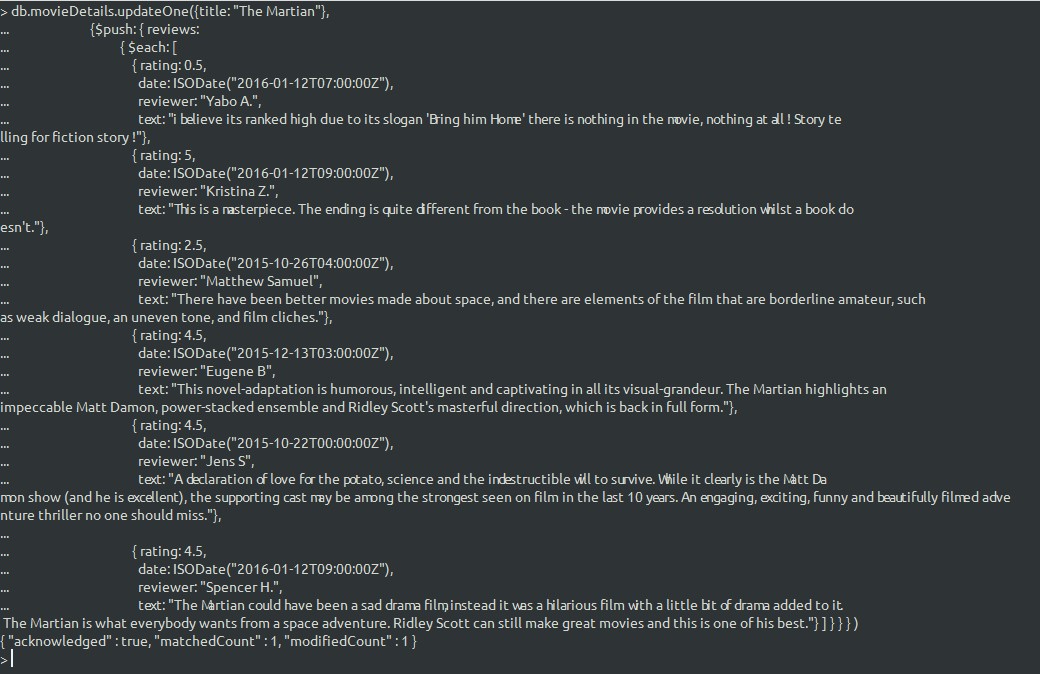 > db.movieDetails.updateOne({title: "The Martian"},
... {$push: { reviews:
... { $each: [
... { rating: 0.5,
... date: ISODate("2016-01-12T07:00:00Z"),
... reviewer: "Yabo A.",
... text: "i believe its ranked high due to its slogan 'Bring him Home' there is nothing in the movie, nothing at all ! Story te
lling for fiction story !"},
... { rating: 5,
... date: ISODate("2016-01-12T09:00:00Z"),
... reviewer: "Kristina Z.",
... text: "This is a masterpiece. The ending is quite different from the book - the movie provides a resolution whilst a book do
esn't."},
... { rating: 2.5,
... date: ISODate("2015-10-26T04:00:00Z"),
... reviewer: "Matthew Samuel",
... text: "There have been better movies made about space, and there are elements of the film that are borderline amateur, such
as weak dialogue, an uneven tone, and film cliches."},
... { rating: 4.5,
... date: ISODate("2015-12-13T03:00:00Z"),
... reviewer: "Eugene B",
... text: "This novel-adaptation is humorous, intelligent and captivating in all its visual-grandeur. The Martian highlights an
impeccable Matt Damon, power-stacked ensemble and Ridley Scott's masterful direction, which is back in full form."},
... { rating: 4.5,
... date: ISODate("2015-10-22T00:00:00Z"),
... reviewer: "Jens S",
... text: "A declaration of love for the potato, science and the indestructible will to survive. While it clearly is the Matt Da
mon show (and he is excellent), the supporting cast may be among the strongest seen on film in the last 10 years. An engaging, exciting, funny and beautifully filmed adve
nture thriller no one should miss."},
...
... { rating: 4.5,
... date: ISODate("2016-01-12T09:00:00Z"),
... reviewer: "Spencer H.",
... text: "The Martian could have been a sad drama film, instead it was a hilarious film with a little bit of drama added to it.
The Martian is what everybody wants from a space adventure. Ridley Scott can still make great movies and this is one of his best."} ] } } } )
{ "acknowledged" : true, "matchedCount" : 1, "modifiedCount" : 1 }
>